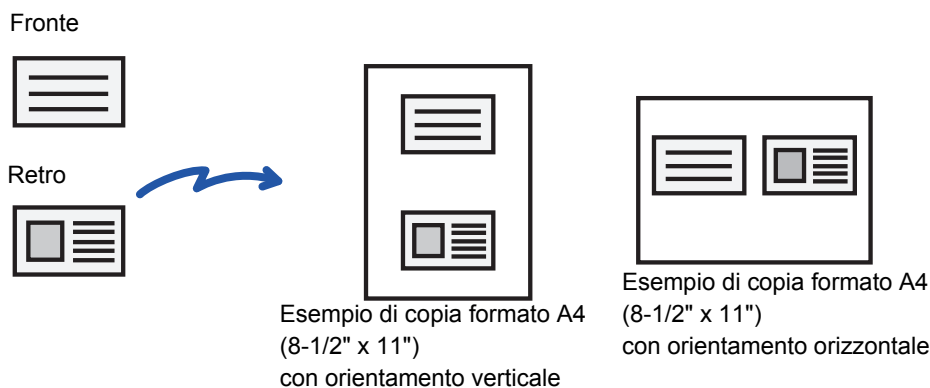 Fronte
Retro
Esempio di copia formato A4
(8-1/2" x 11")
con orientamento verticale
Esempio di copia formato A4
(8-1/2" x 11")
con orientamento orizzontale